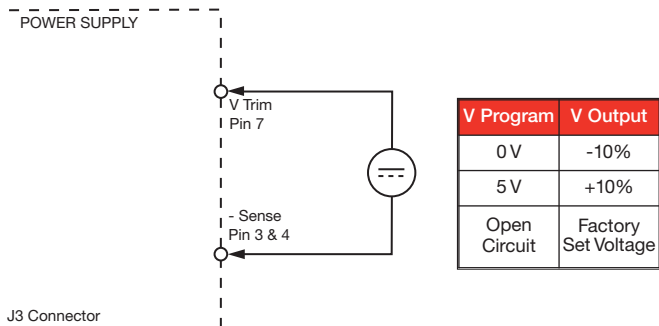 POWER SUPPLY
V Trim
Pin 7
- Sense
Pin 3 & 4
J3 Connector
V Program V Output
0 V -10%
5 V +10%
Open Circuit Factory Set Voltage